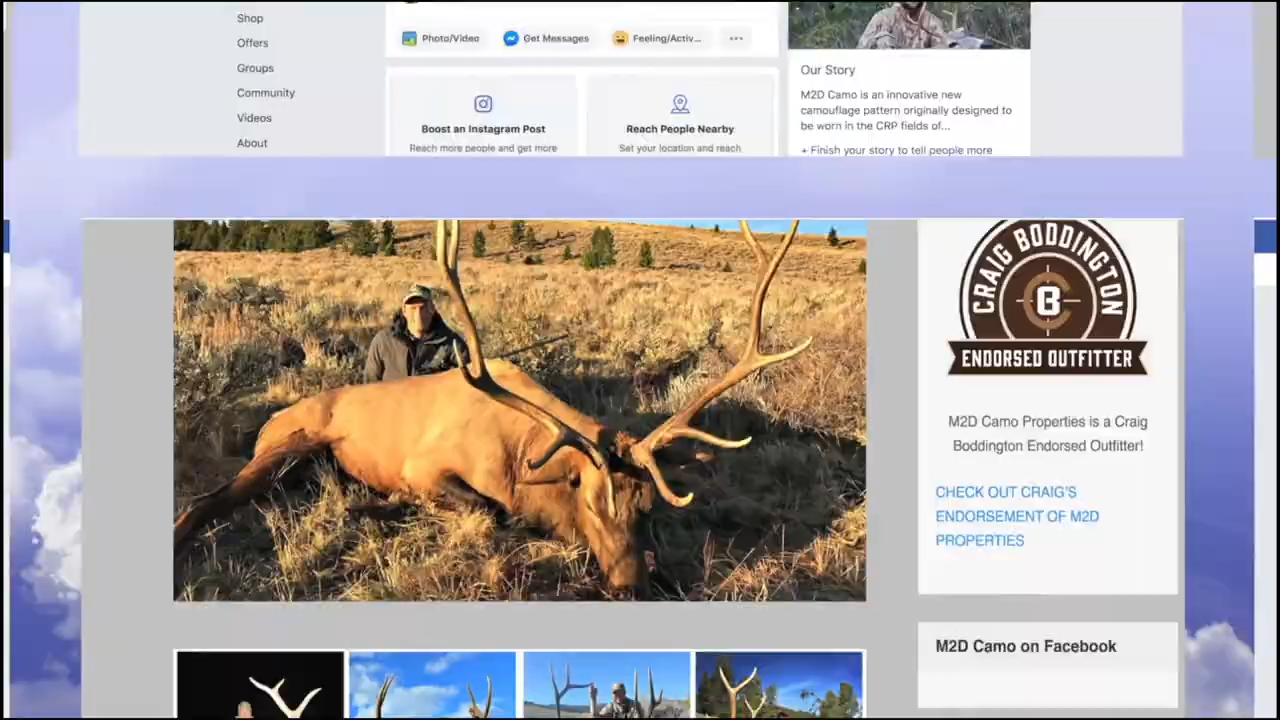 Shop
Offers
Groups
Community
Videos
About
Photo/Video
Get Messages
Feeling/Activ...
Boost an Instagram Post
Reach more people and get more
Reach People Nearby
Set your location and reach
Our Story
M2D Camo is an innovative new
camouflage pattern originally designed to
be worn in the CRP fields of...
+ Finish your story to tell people more
CRAIG BODDINGTON
B
ENDORSED OUTFITTER
M2D Camo Properties is a Craig
Boddington Endorsed Outfitter!
CHECK OUT CRAIG'S
ENDORSEMENT OF M2D
PROPERTIES
M2D Camo on Facebook